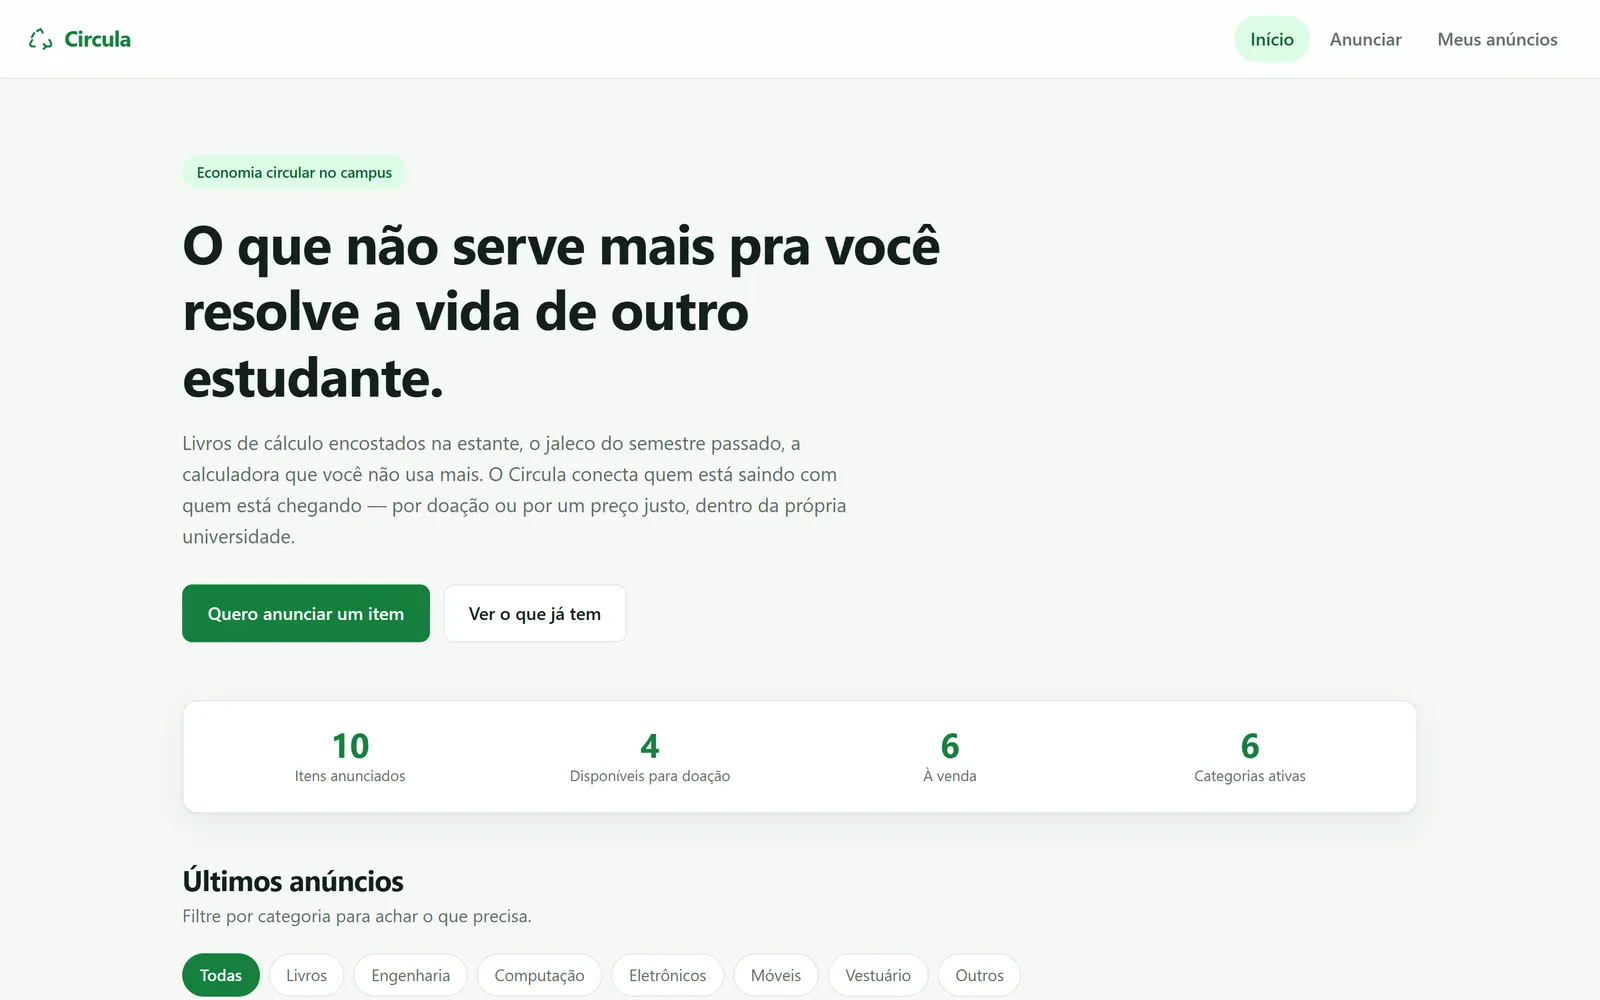 Circula
Início
Anunciar
Meus anúncios
Economia circular no campus
O que não serve mais pra você
resolve a vida de outro
estudante.
Livros de cálculo encostados na estante, o jaleco do semestre passado, a
calculadora que você não usa mais. O Circula conecta quem está saindo com
quem está chegando — por doação ou por um preço justo, dentro da própria
universidade.
Quero anunciar um item
Ver o que já tem
10
Itens anunciados
4
Disponíveis para doação
6
À venda
6
Categorias ativas
Últimos anúncios
Filtre por categoria para achar o que precisa.
Todas
Livros
Engenharia
Computação
Eletrônicos
Móveis
Vestuário
Outros